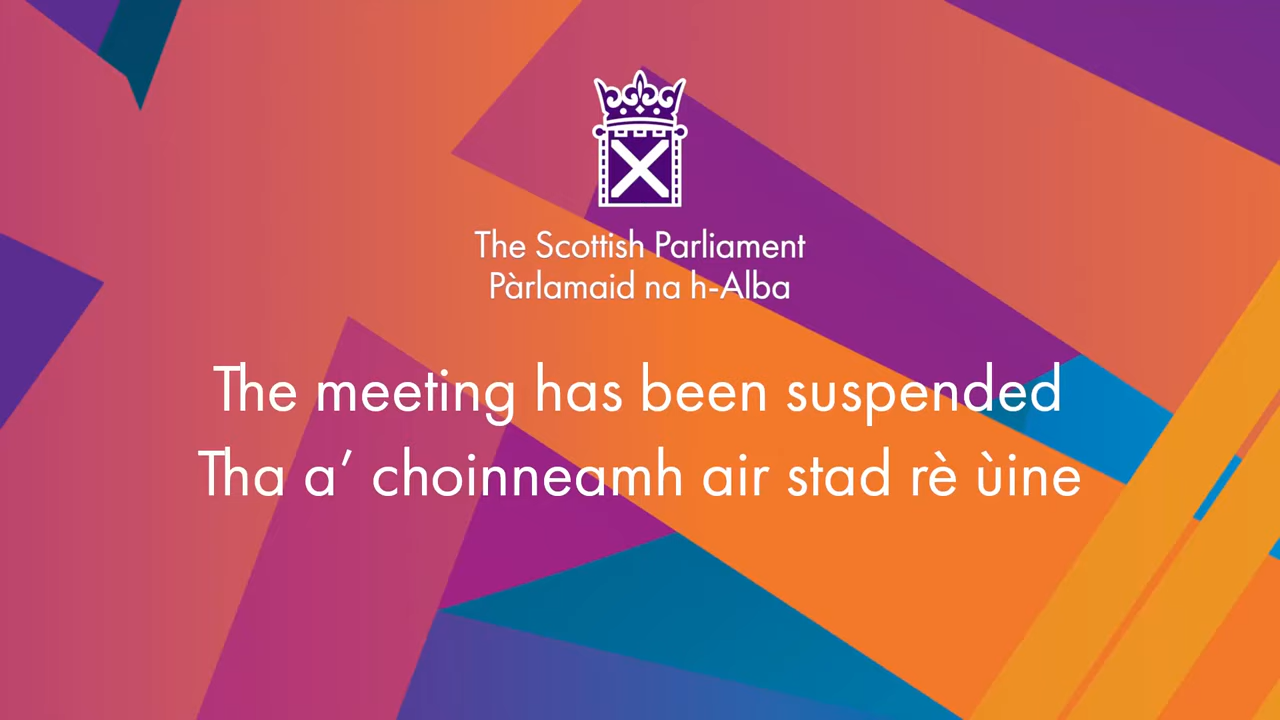 The Scottish Parliament
Pàrlamaid na h-Alba
The meeting has been suspended
Tha a’ choinneamh air stad rè ùine